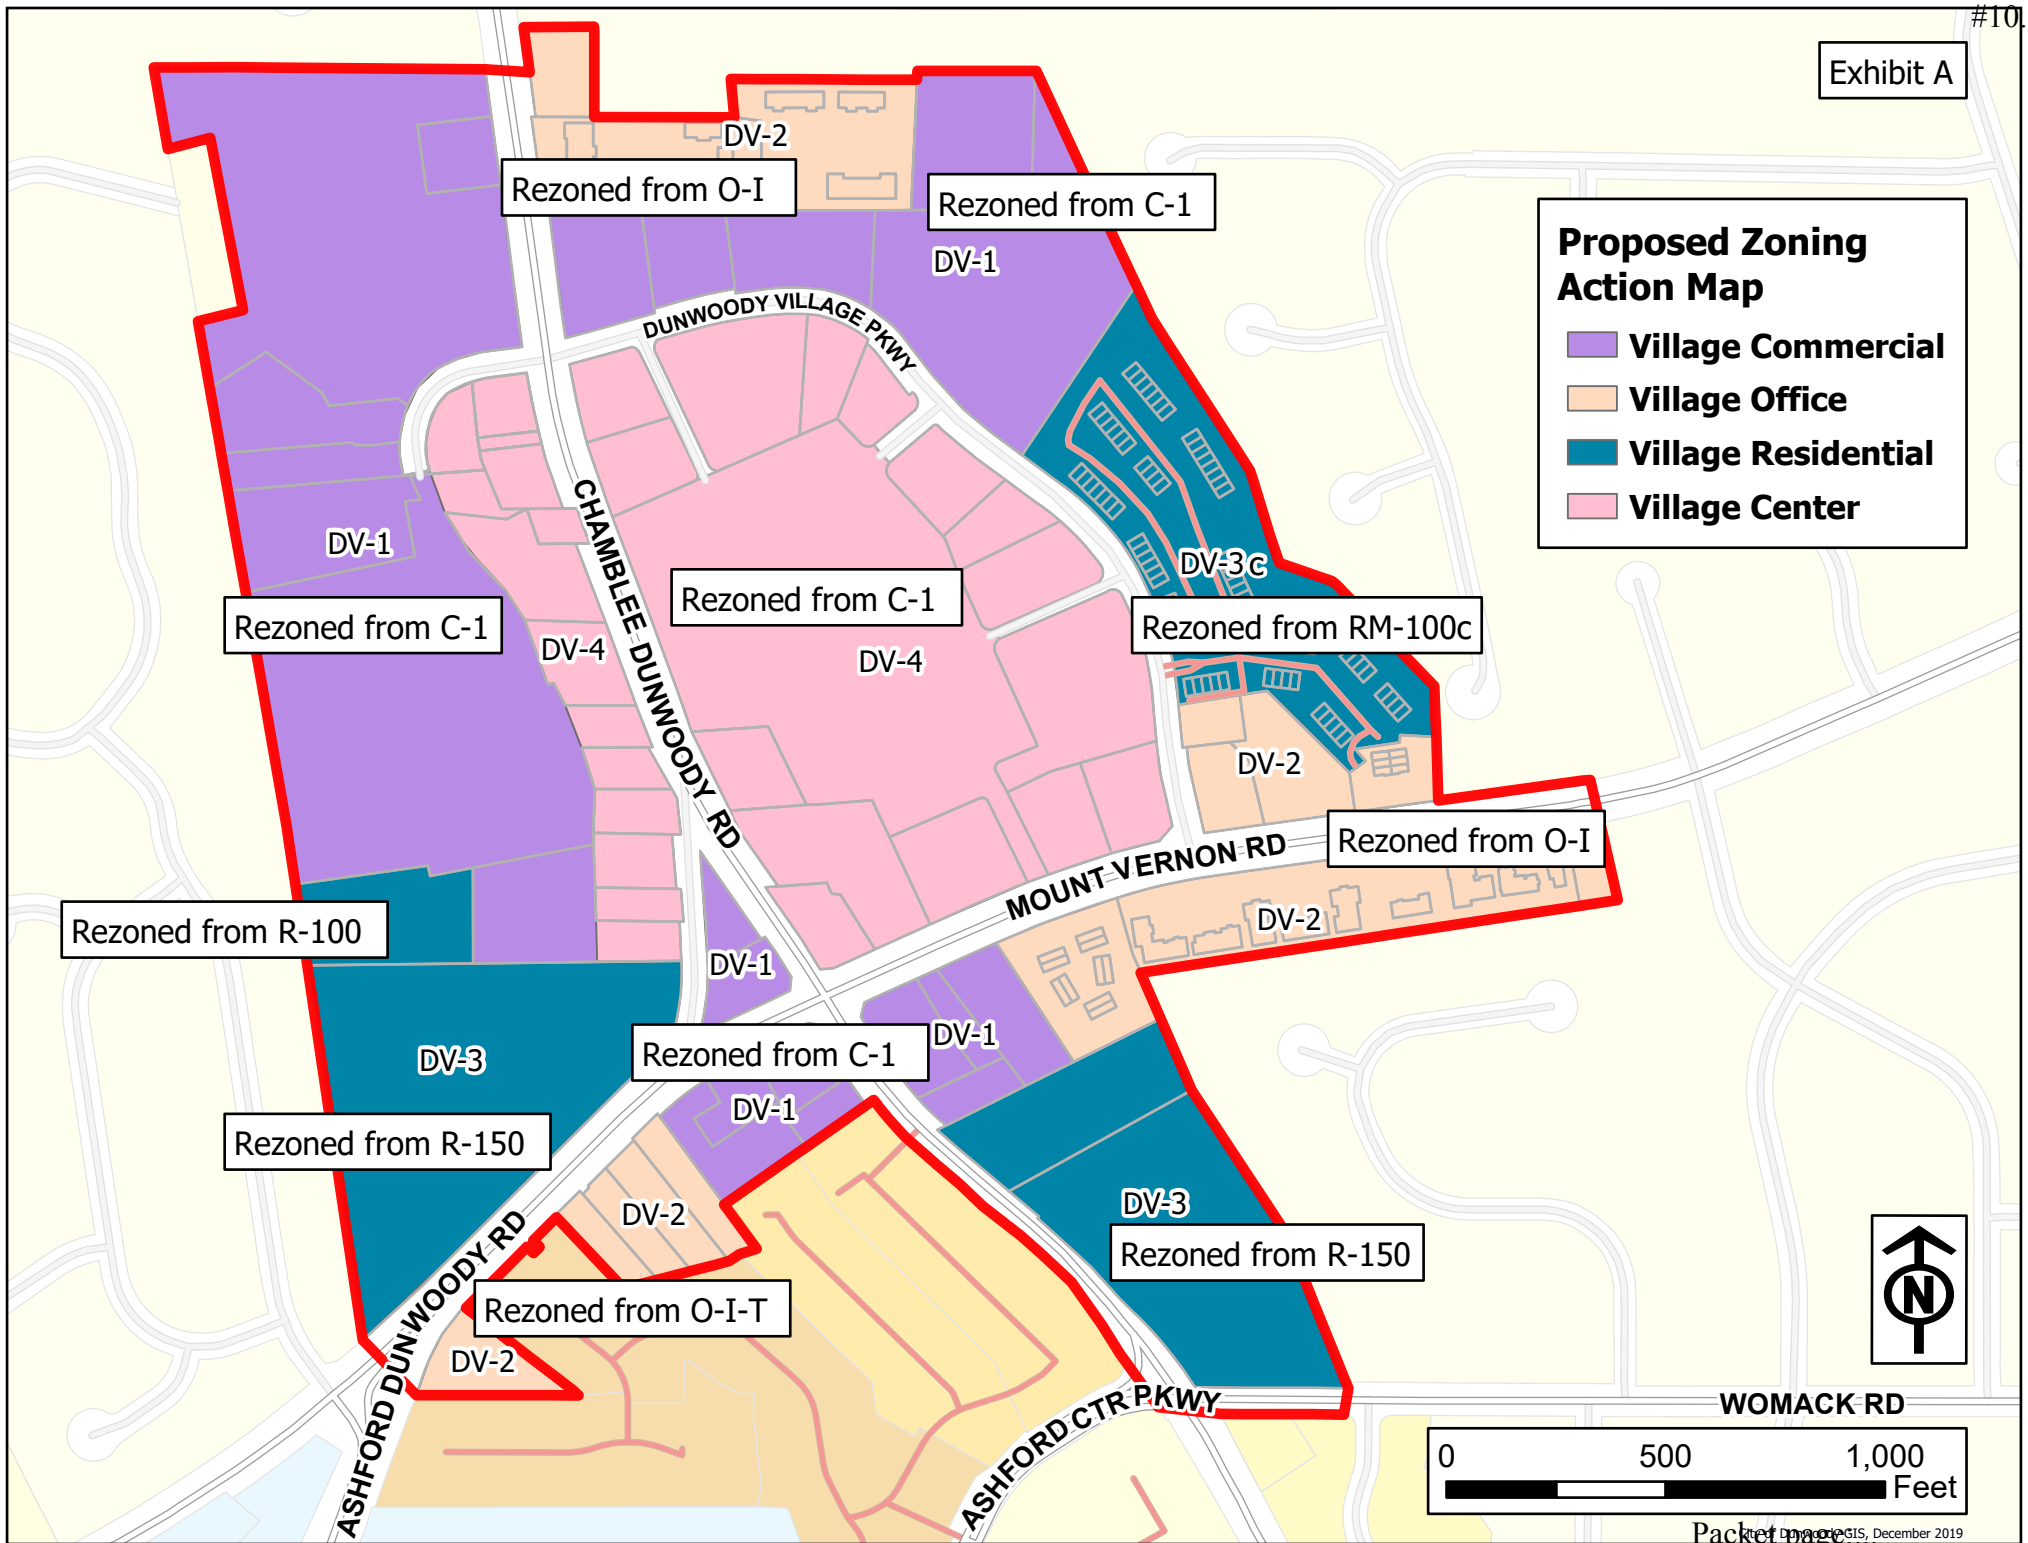 #10.
Exhibit A
DV-2
Rezoned from O-I
Rezoned from C-1
DV-1
Proposed Zoning
Action Map
Village Commercial
Village Office
Village Residential
Village Center
DUNWOODY VILLAGE PKWY
CHAMBLEE-DUNWOODY RD
DV-1
DV-3c
Rezoned from C-1
Rezoned from C-1
Rezoned from RM-100c
DV-4
DV-4
DV-2
Rezoned from O-I
MOUNT VERNON RD
DV-2
Rezoned from R-100
DV-1
DV-1
DV-3
Rezoned from C-1
DV-1
Rezoned from R-150
DV-3
DV-2
Rezoned from R-150
N
Rezoned from O-I-T
DV-2
ASHFORD DUNWOODY RD
ASHFORD CTR PKWY
WOMACK RD
0 500 1,000
Feet
Packet page:...
City of Dunwoody GIS, December 2019